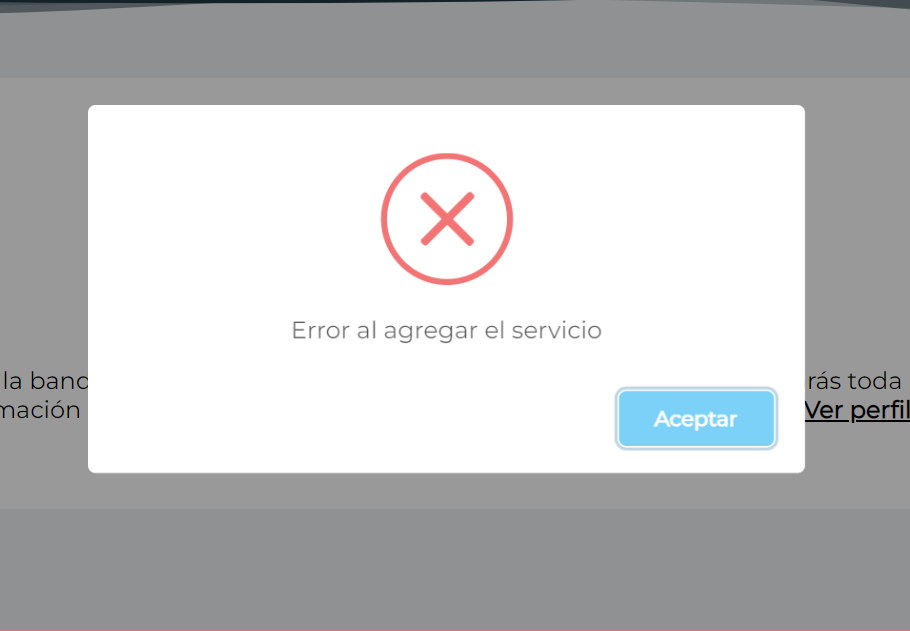 Error al agregar el servicio
la banc
rás toda
mación
Ver perfil
Aceptar